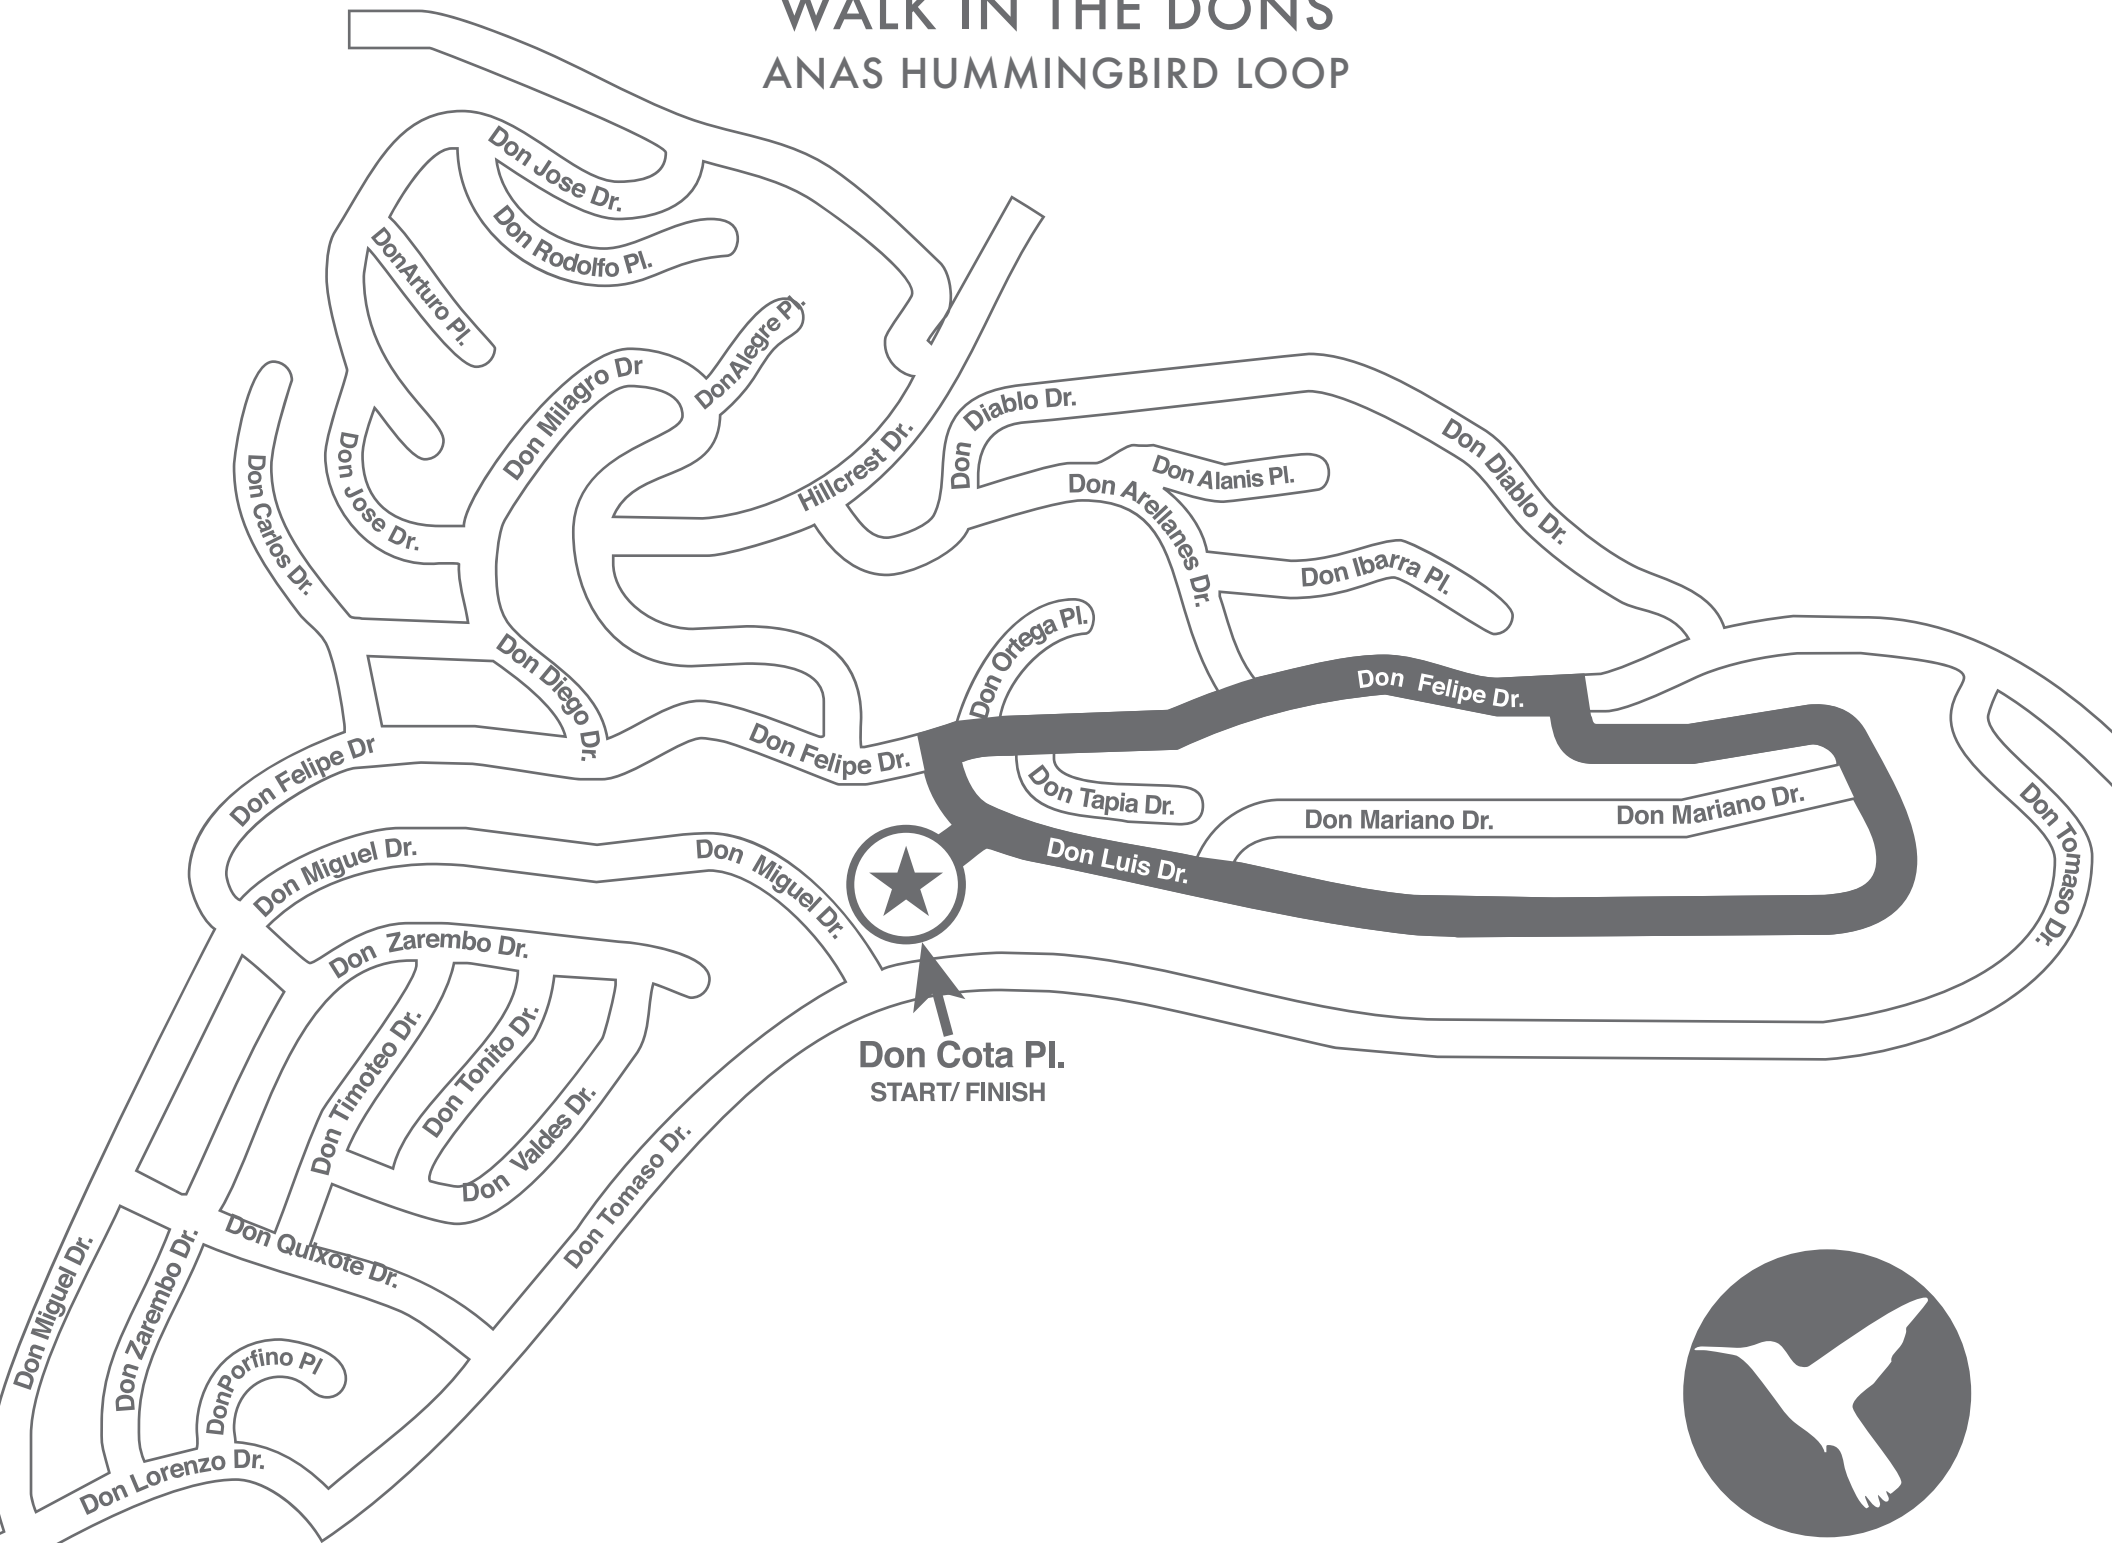 WALK IN THE DONS
ANAS HUMMINGBIRD LOOP
Don Jose Dr.
Don Rodolfo Pl.
DonArturo Pl.
DonAlegre Pl.
Don Milagro Dr
Hillcrest Dr.
Don Diablo Dr.
Don Diablo Dr.
Don Alanis Pl.
Don Arellanes Dr.
Don Ibarra Pl.
Don Carlos Dr.
Don Jose Dr.
Don Ortega Pl.
Don Diego Dr.
Don Felipe Dr.
Don Felipe Dr
Don Felipe Dr.
Don Tapia Dr.
Don Mariano Dr.
Don Mariano Dr.
Don Tomaso Dr.
Don Luis Dr.
Don Miguel Dr.
Don Miguel Dr.
Don Zarembo Dr.
Don Timoteo Dr.
Don Tonito Dr.
Don Valdes Dr.
Don Cota Pl.
START/ FINISH
Don Tomaso Dr.
Don Quixote Dr.
Don Miguel Dr.
Don Zarembo Dr.
DonPorfino Pl
Don Lorenzo Dr.